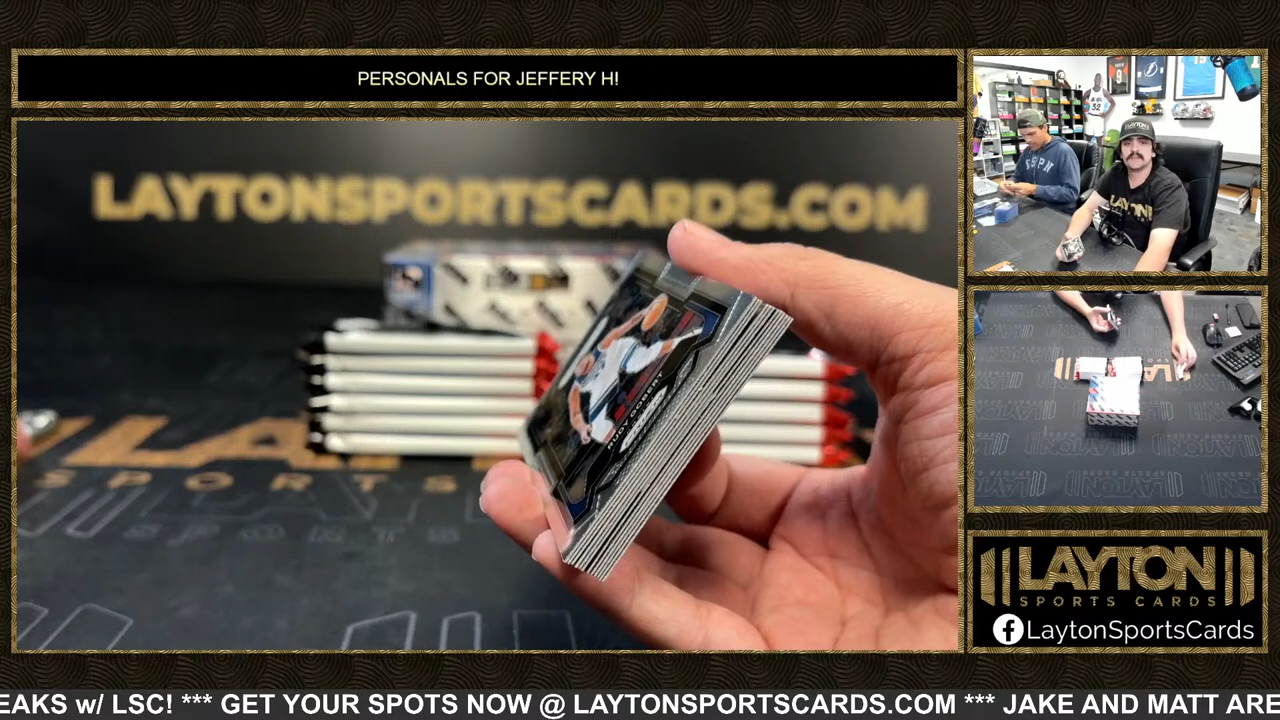 PERSONALS FOR JEFFERY H!
LAYTONSPORTSCARDS.COM
RUDY GOBERT
LAYTON
SPORTS CARDS
LaytonSportsCards
EAKS w/ LSC! *** GET YOUR SPOTS NOW @ LAYTONSPORTSCARDS.COM *** JAKE AND MATT ARE